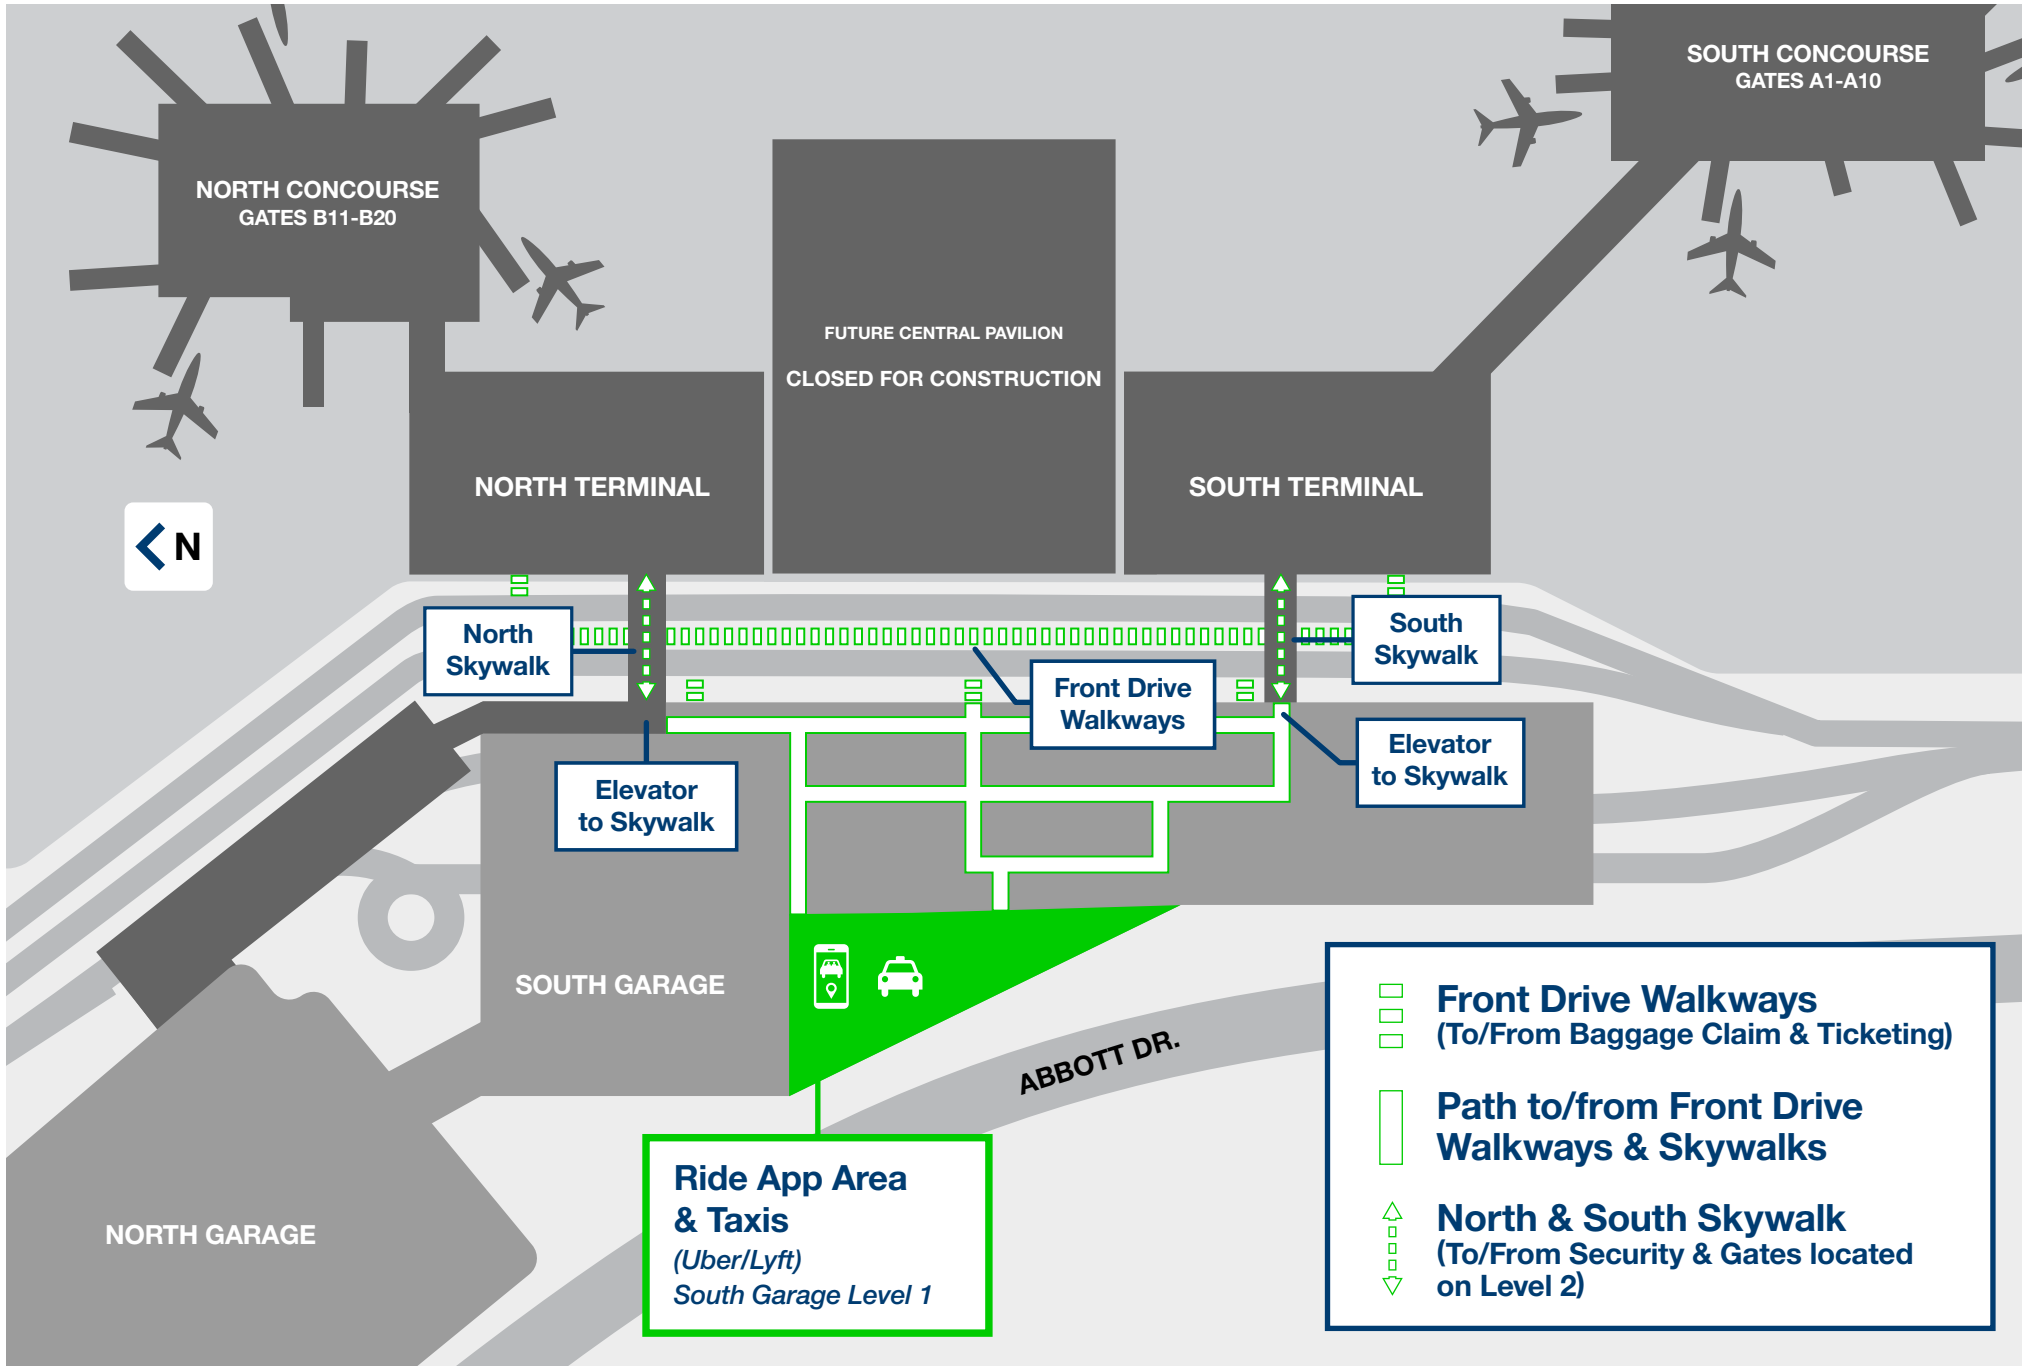 SOUTH CONCOURSE
GATES A1-A10
NORTH CONCOURSE
GATES B11-B20
FUTURE CENTRAL PAVILION
CLOSED FOR CONSTRUCTION
NORTH TERMINAL
SOUTH TERMINAL
N
North
Skywalk
South
Skywalk
Front Drive
Walkways
Elevator
to Skywalk
Elevator
to Skywalk
SOUTH GARAGE
ABBOTT DR.
NORTH GARAGE
Ride App Area
& Taxis
(Uber/Lyft)
South Garage Level 1
Front Drive Walkways
(To/From Baggage Claim & Ticketing)
Path to/from Front Drive
Walkways & Skywalks
North & South Skywalk
(To/From Security & Gates located
on Level 2)